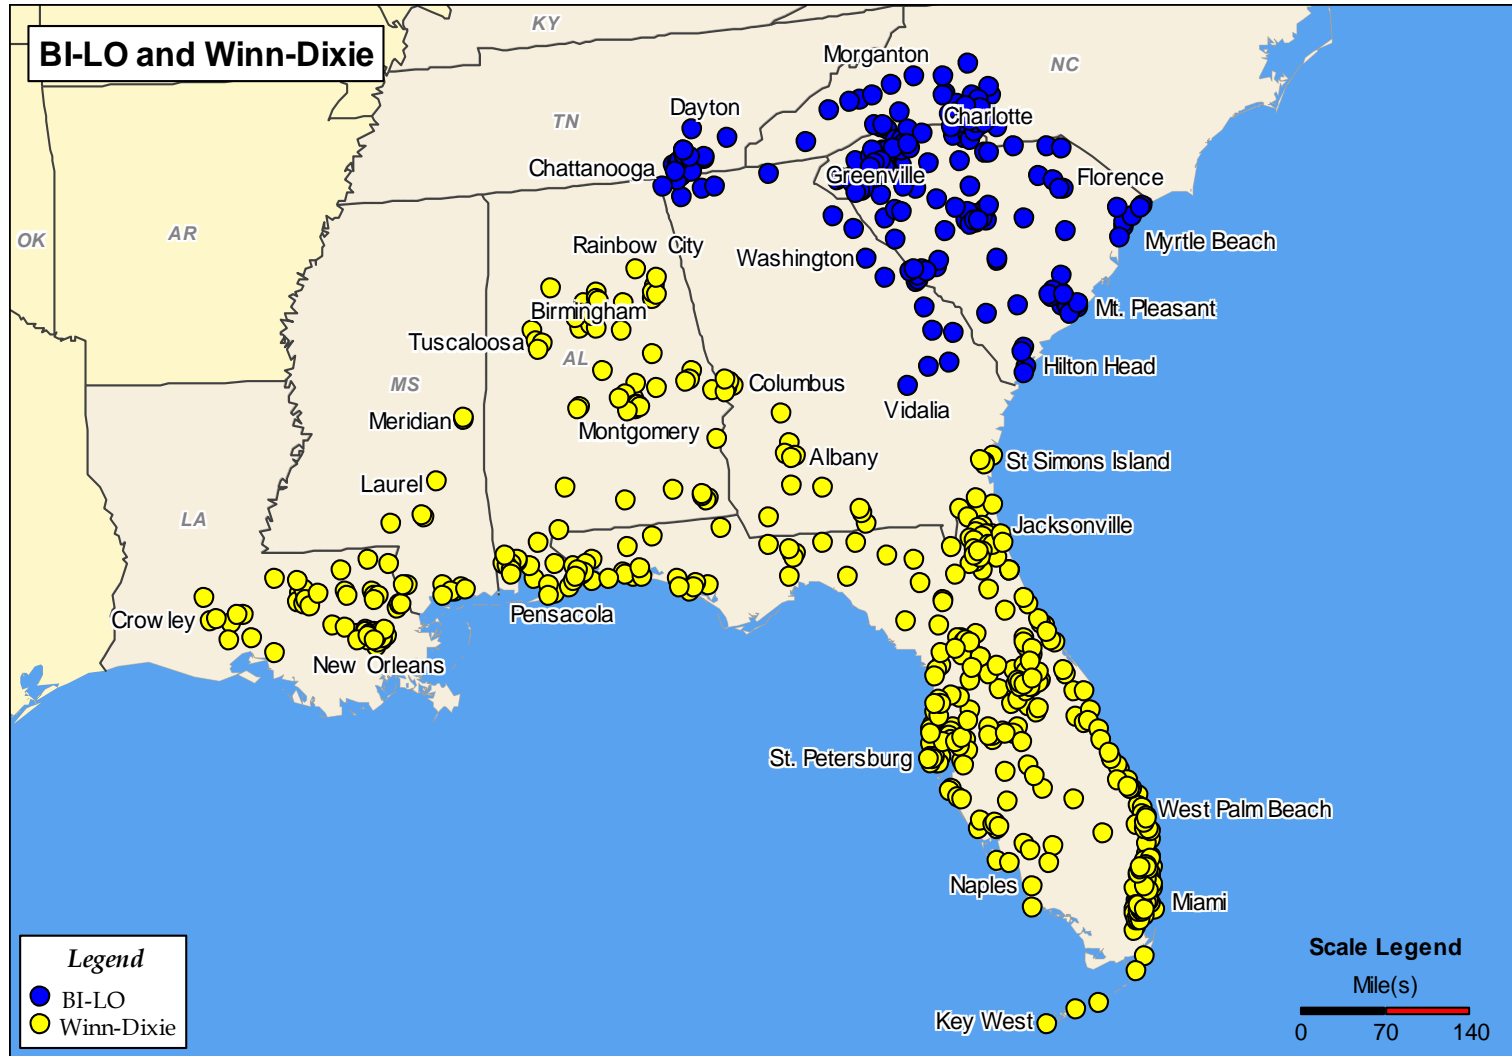 BI-LO and Winn-Dixie
KY
NC
Morganton
Dayton
TN
Charlotte
Chattanooga
Greenville
Florence
OK
AR
Rainbow City
Washington
Myrtle Beach
Birmingham
Mt. Pleasant
Tuscaloosa
AL
Hilton Head
MS
Columbus
Vidalia
Meridian
Montgomery
Albany
St Simons Island
Laurel
LA
Jacksonville
Crowley
Pensacola
New Orleans
St. Petersburg
West Palm Beach
Naples
Miami
Legend
BI-LO
Winn-Dixie
Key West
Scale Legend
Mile(s)
0 70 140